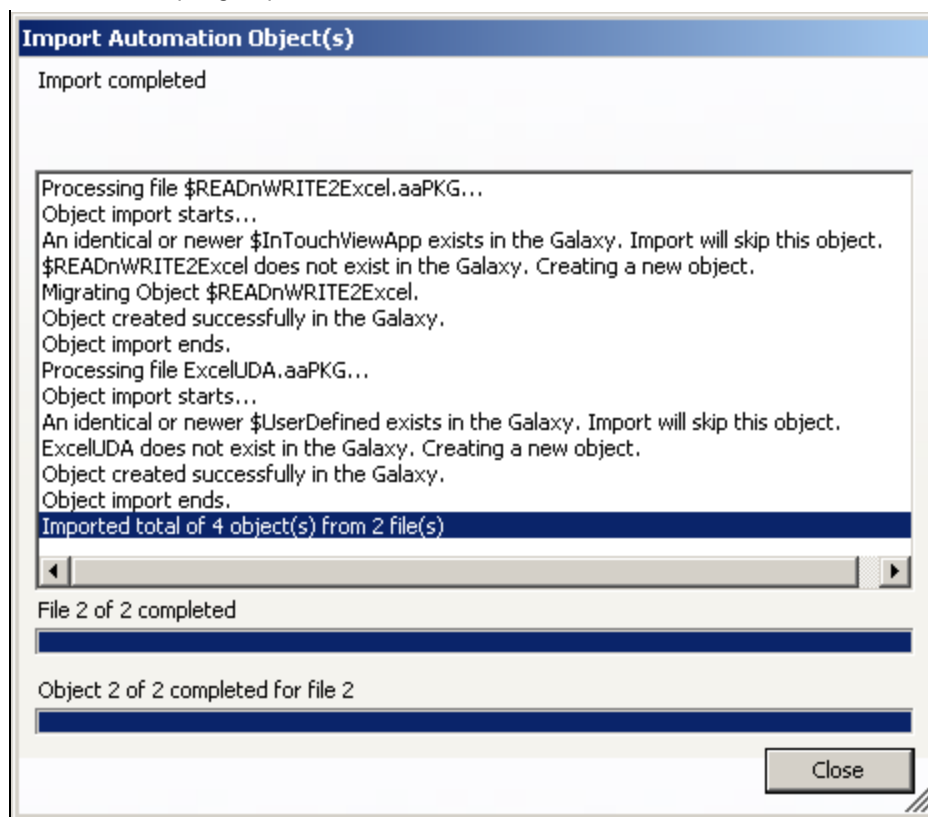 Import Automation Object(s)
Import completed
Processing file $READnWRITE2Excel.aaPKG...
Object import starts...
An identical or newer $InTouchViewApp exists in the Galaxy. Import will skip this object.
$READnWRITE2Excel does not exist in the Galaxy. Creating a new object.
Migrating Object $READnWRITE2Excel.
Object created successfully in the Galaxy.
Object import ends.
Processing file ExcelUDA.aaPKG...
Object import starts...
An identical or newer $UserDefined exists in the Galaxy. Import will skip this object.
ExcelUDA does not exist in the Galaxy. Creating a new object.
Object created successfully in the Galaxy.
Object import ends.
Imported total of 4 object(s) from 2 file(s)
File 2 of 2 completed
Object 2 of 2 completed for file 2
Close